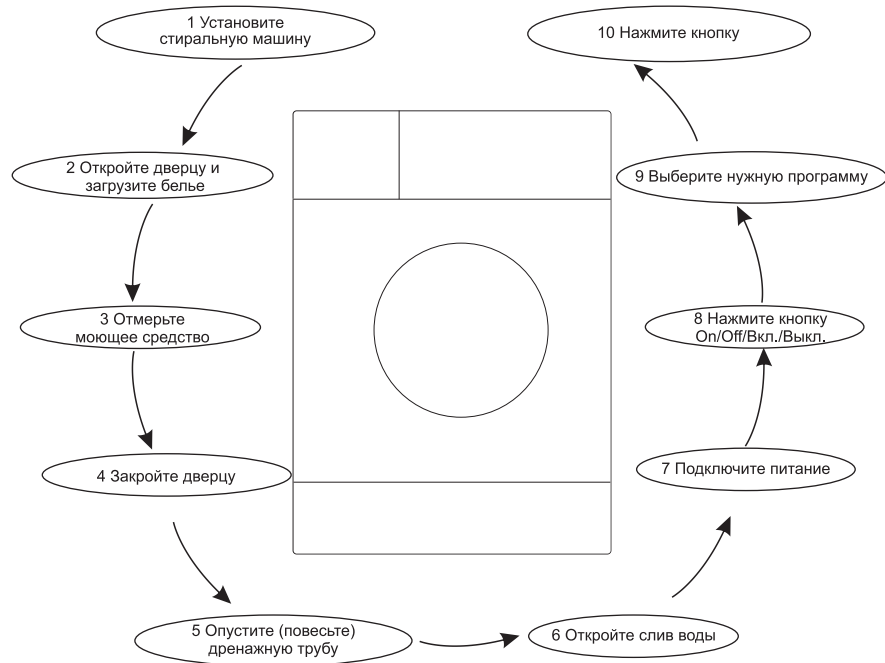 1 Установите
стиральную машину
2 Откройте дверцу и
загрузите белье
3 Отмерьте
моющее средство
4 Закройте дверцу
5 Опустите (повесьте)
дренажную трубу
6 Откройте слив воды
7 Подключите питание
8 Нажмите кнопку
On/Off/Вкл./Выкл.
9 Выберите нужную программу
10 Нажмите кнопку